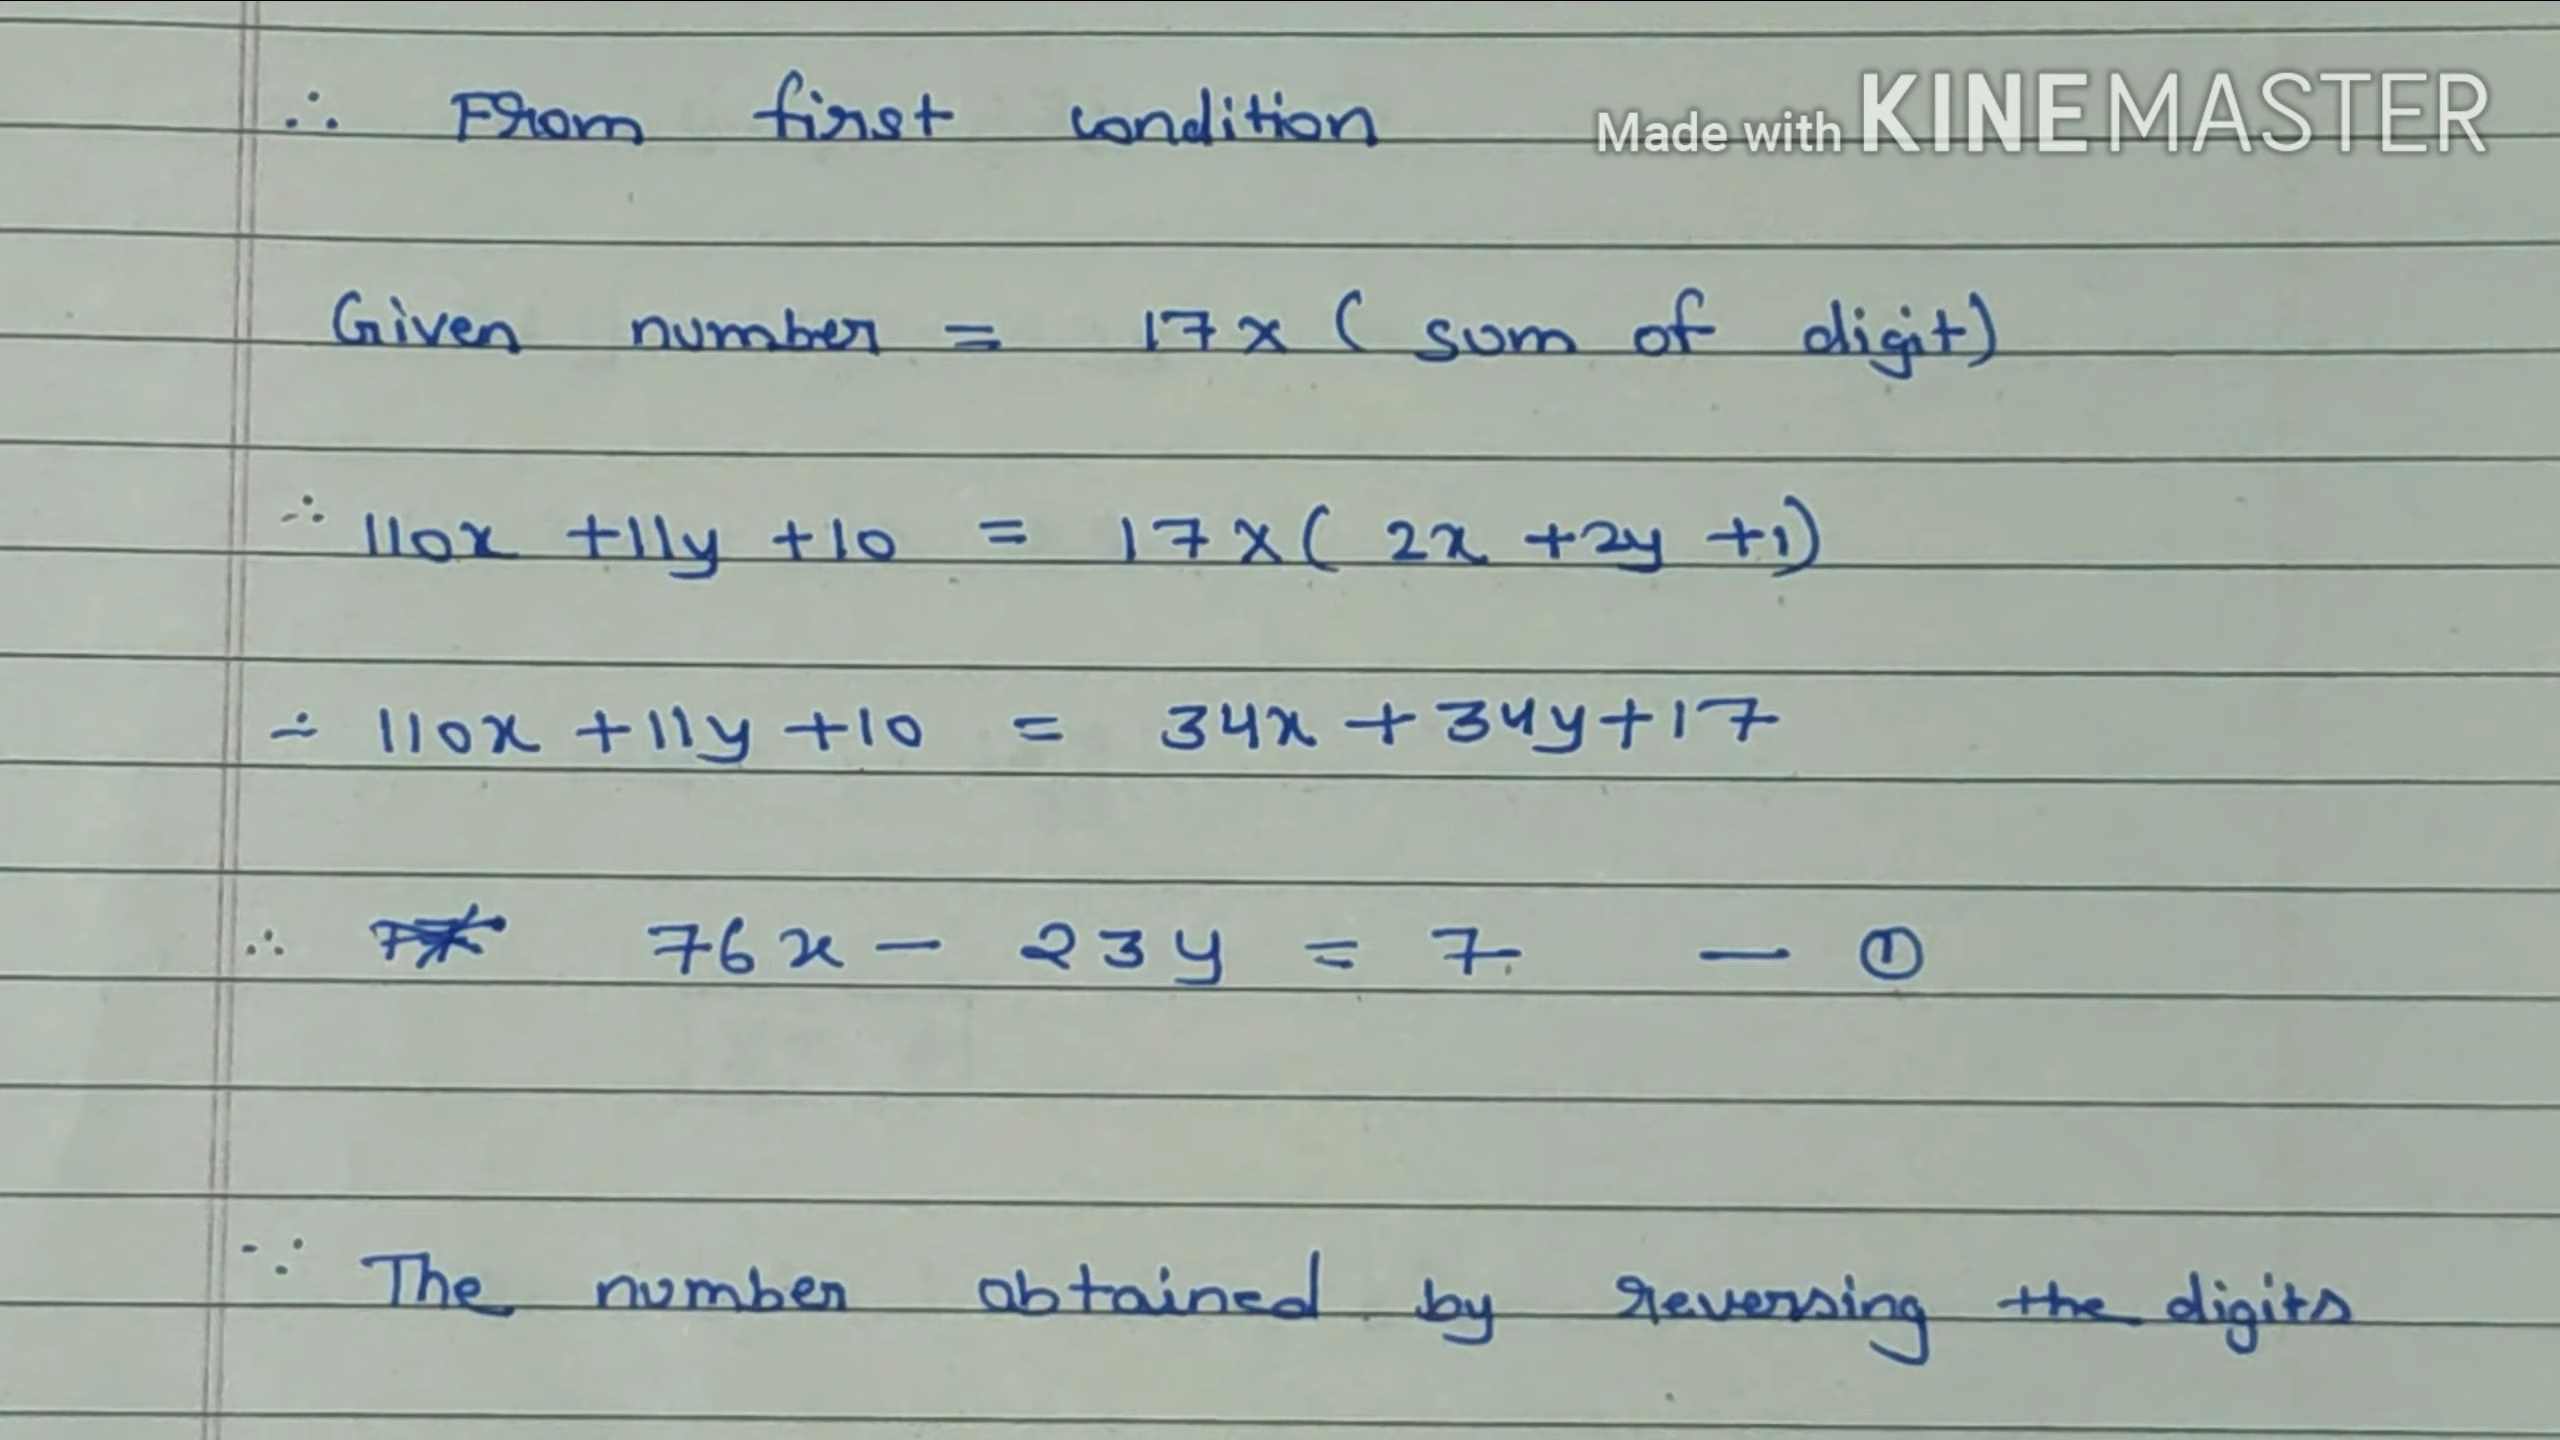 ∴ From first condition
Made with KINEMASTER
Given number = 17 x ( sum of digit)
∴ 110x + 11y + 10 = 17 x ( 2x + 2y + 1)
∴ 110x + 11y + 10 = 34x + 34y + 17
∴ 76x - 23y = 7 — ①
∵ The number obtained by reversing the digits